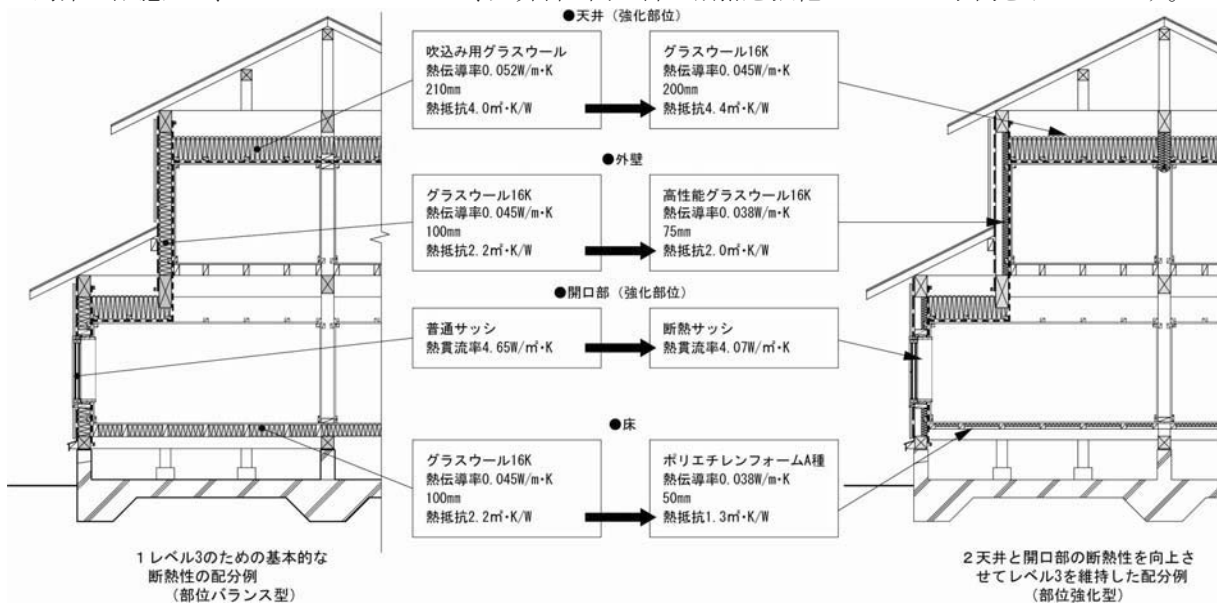 ●天井（強化部位）
吹込み用グラスウール
熱伝導率0.052W/m・K
210mm
熱抵抗4.0㎡・K/W
グラスウール16K
熱伝導率0.045W/m・K
200mm
熱抵抗4.4㎡・K/W
●外壁
グラスウール16K
熱伝導率0.045W/m・K
100mm
熱抵抗2.2㎡・K/W
高性能グラスウール16K
熱伝導率0.038W/m・K
75mm
熱抵抗2.0㎡・K/W
●開口部（強化部位）
普通サッシ
熱貫流率4.65W/㎡・K
断熱サッシ
熱貫流率4.07W/㎡・K
●床
グラスウール16K
熱伝導率0.045W/m・K
100mm
熱抵抗2.2㎡・K/W
ポリエチレンフォームA種
熱伝導率0.038W/m・K
50mm
熱抵抗1.3㎡・K/W
1 レベル3のための基本的な
断熱性の配分例
（部位バランス型）
2 天井と開口部の断熱性を向上さ
せてレベル3を維持した配分例
（部位強化型）